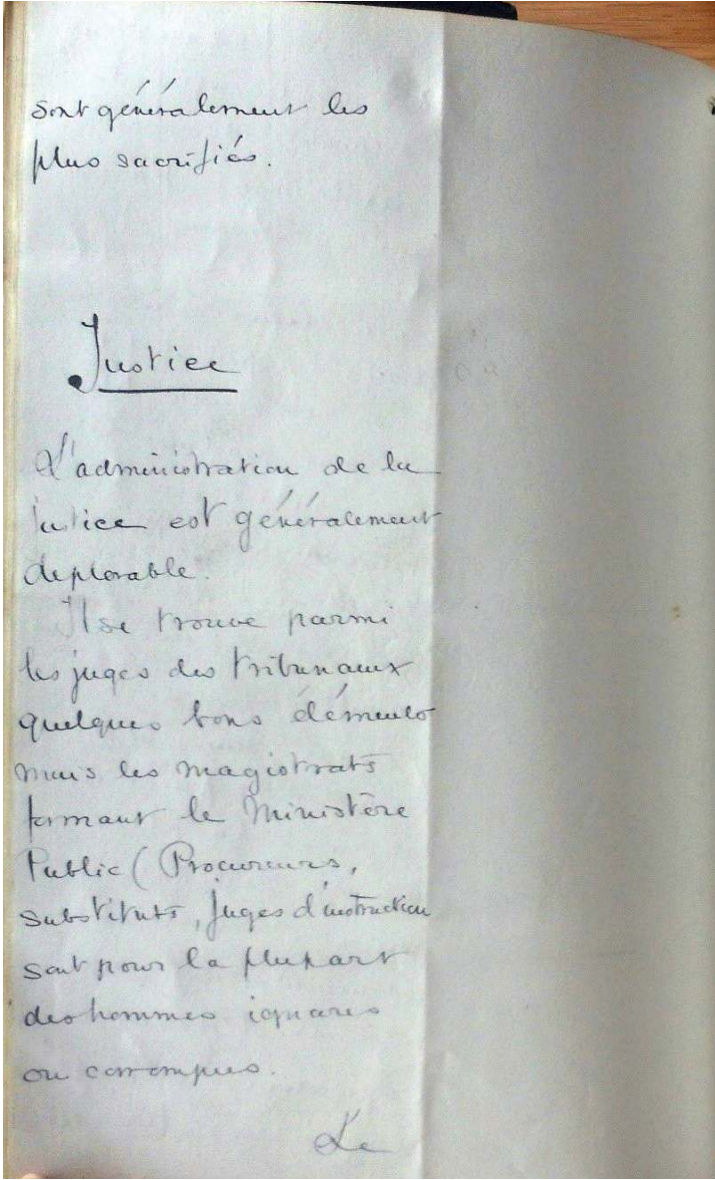 sont généralement les
plus sacrifiés.
Justice
L'administration de la
justice est généralement
deplorable.
Il se trouve parmi
les juges des tribunaux
quelques bons éléments
mais les magistrats
formant le Ministère
Public (Procureurs,
substituts, juges d'instruction
sont pour la plupart
des hommes ignares
ou corrompus.
Le